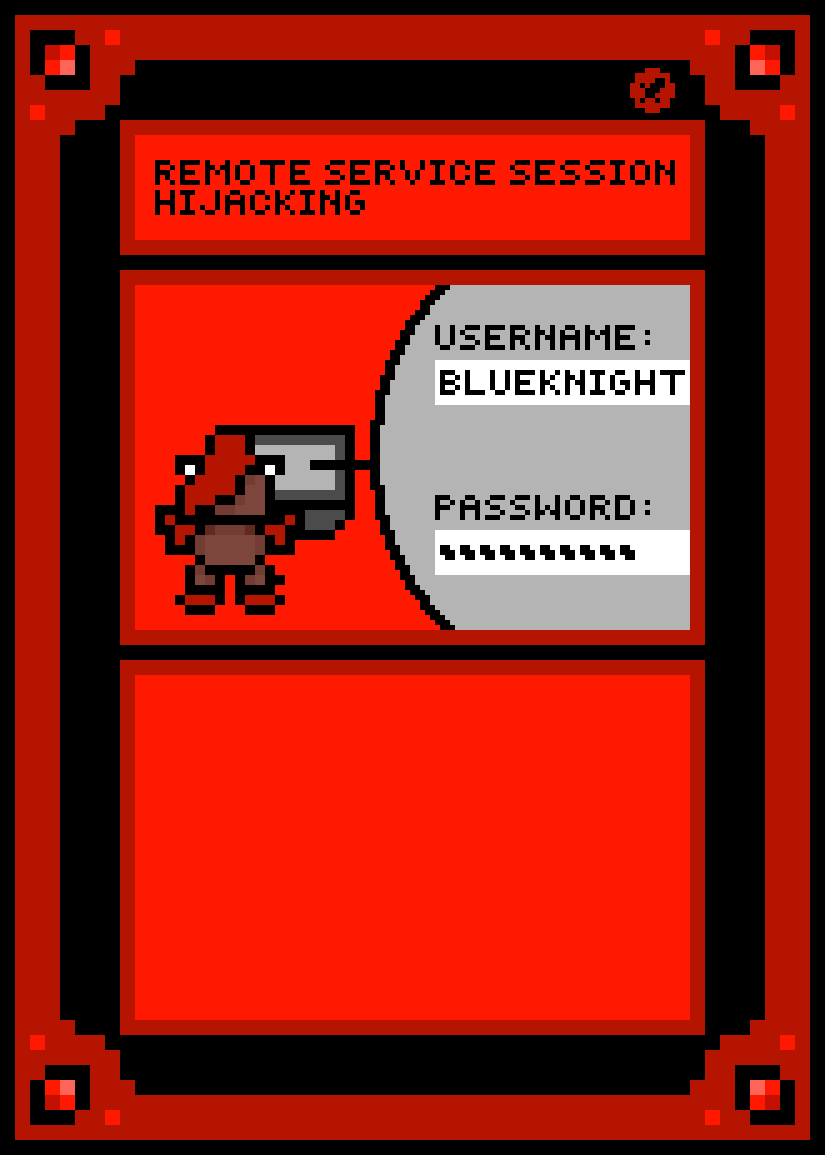 REMOTE SERVICE SESSION
HIJACKING
USERNAME:
BLUEKNIGHT
PASSWORD: